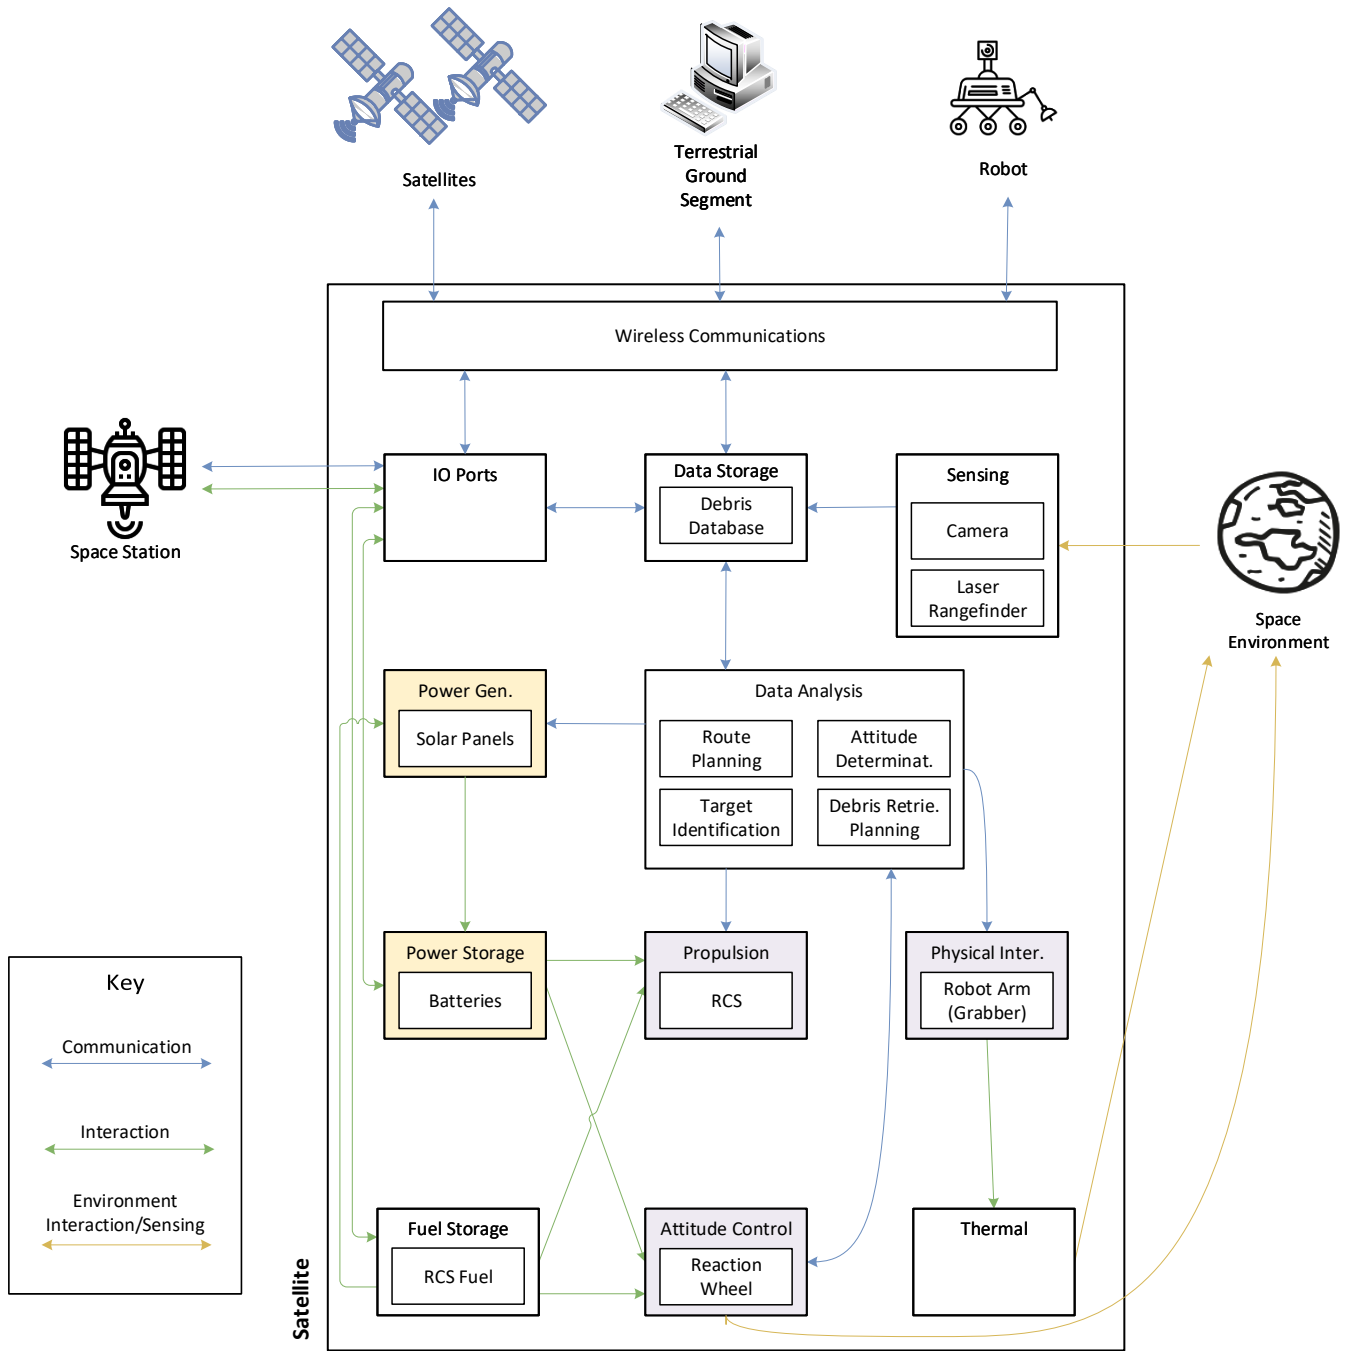 Satellites
Terrestrial
Ground
Segment
Robot
Wireless Communications
Space Station
IO Ports
Data Storage
Debris
Database
Sensing
Camera
Laser
Rangefinder
Space
Environment
Power Gen.
Solar Panels
Data Analysis
Route
Planning
Attitude
Determinat.
Target
Identification
Debris Retrie.
Planning
Power Storage
Batteries
Propulsion
RCS
Physical Inter.
Robot Arm
(Grabber)
Key
Communication
Interaction
Environment
Interaction/Sensing
Fuel Storage
RCS Fuel
Attitude Control
Reaction
Wheel
Thermal
Satellite